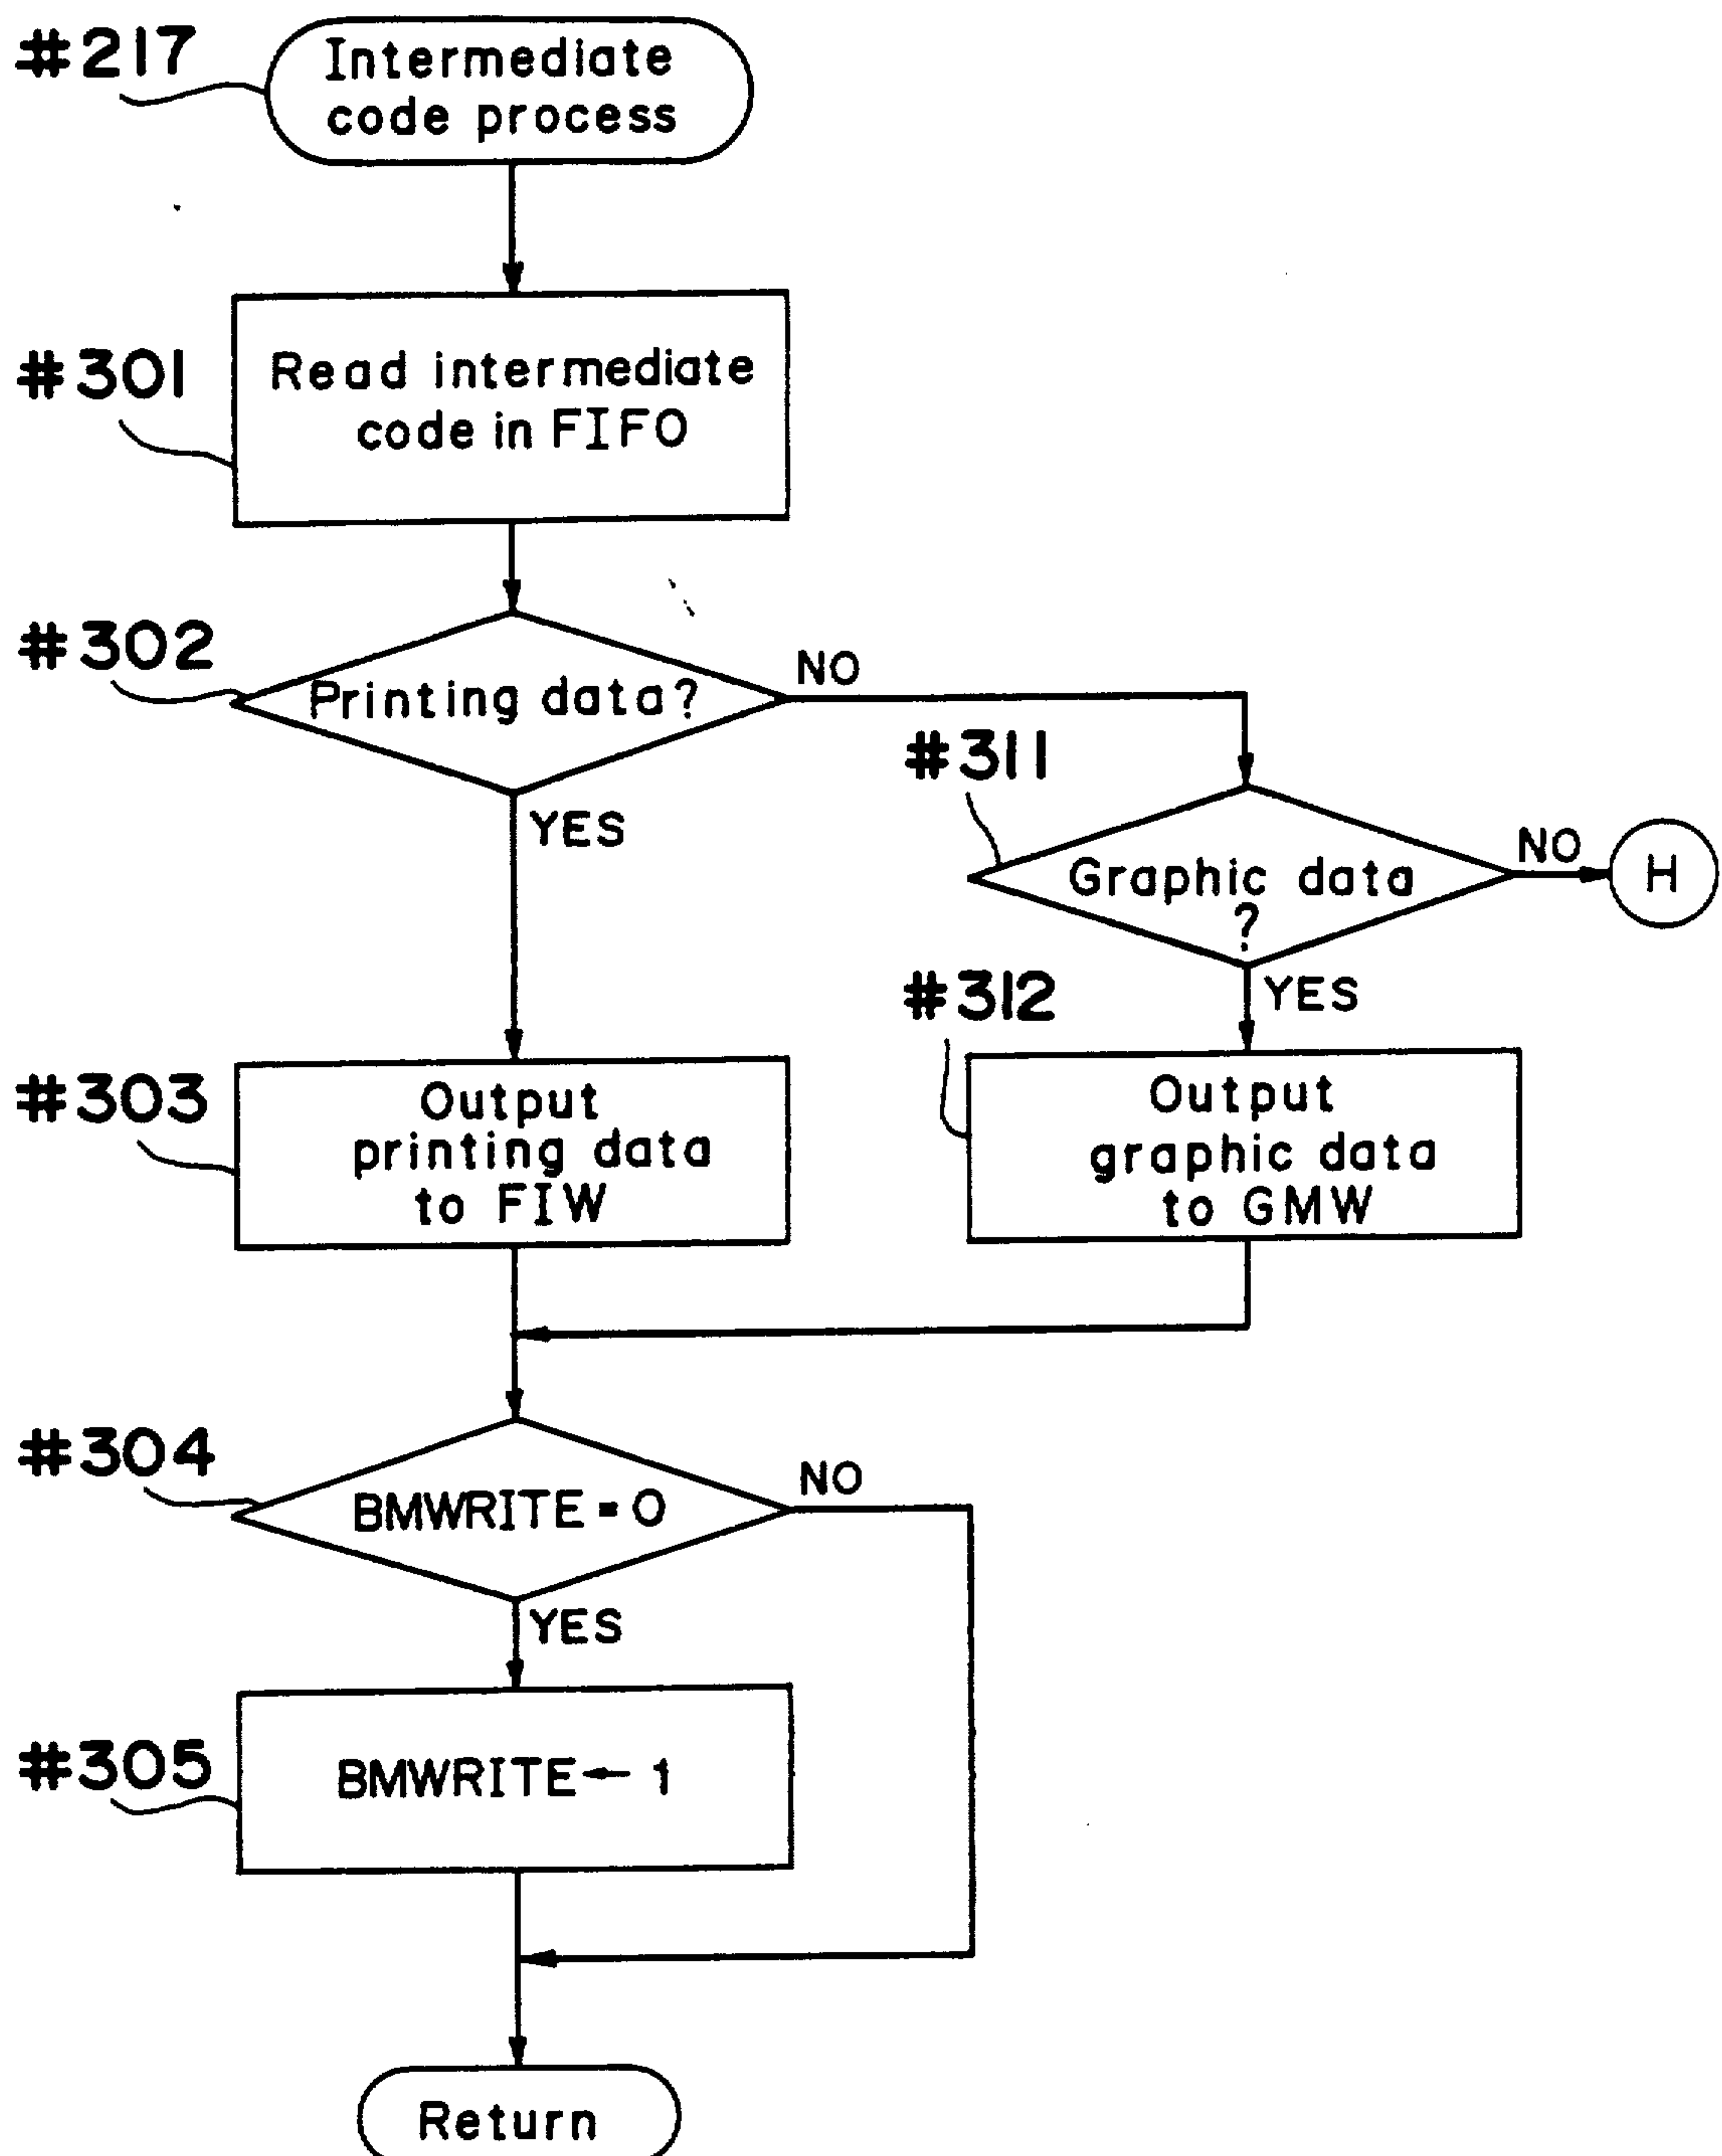 #217
Intermediate
code process
#301
Read intermediate
code in FIFO
#302
Printing data?
NO
YES
#311
Graphic data
?
NO
H
YES
#312
Output
graphic data
to GMW
#303
Output
printing data
to FIW
#304
BMWRITE = 0
NO
YES
#305
BMWRITE ← 1
Return